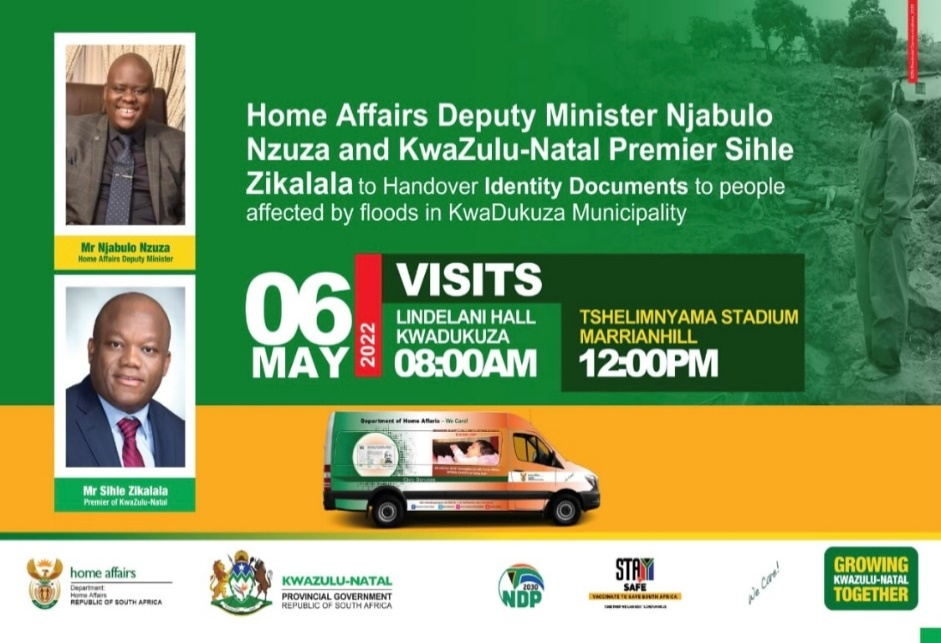 Home Affairs Deputy Minister Njabulo
Nzuza and KwaZulu-Natal Premier Sihle
Zikalala to Handover Identity Documents to people
affected by floods in KwaDukuza Municipality
Mr Njabulo Nzuza
Home Affairs Deputy Minister
Mr Sihle Zikalala
Premier of KwaZulu-Natal
06
MAY
2022
VISITS
LINDELANI HALL
KWADUKUZA
08:00AM
TSHELIMNYAMA STADIUM
MARRIANHILL
12:00PM
Department of Home Affairs - We Care!
home affairs
Department:
Home Affairs
REPUBLIC OF SOUTH AFRICA
KWAZULU-NATAL
PROVINCIAL GOVERNMENT
REPUBLIC OF SOUTH AFRICA
2030
NDP
STAY
SAFE
VACCINATE TO SAVE SOUTH AFRICA
We Care!
GROWING
KWAZULU-NATAL
TOGETHER